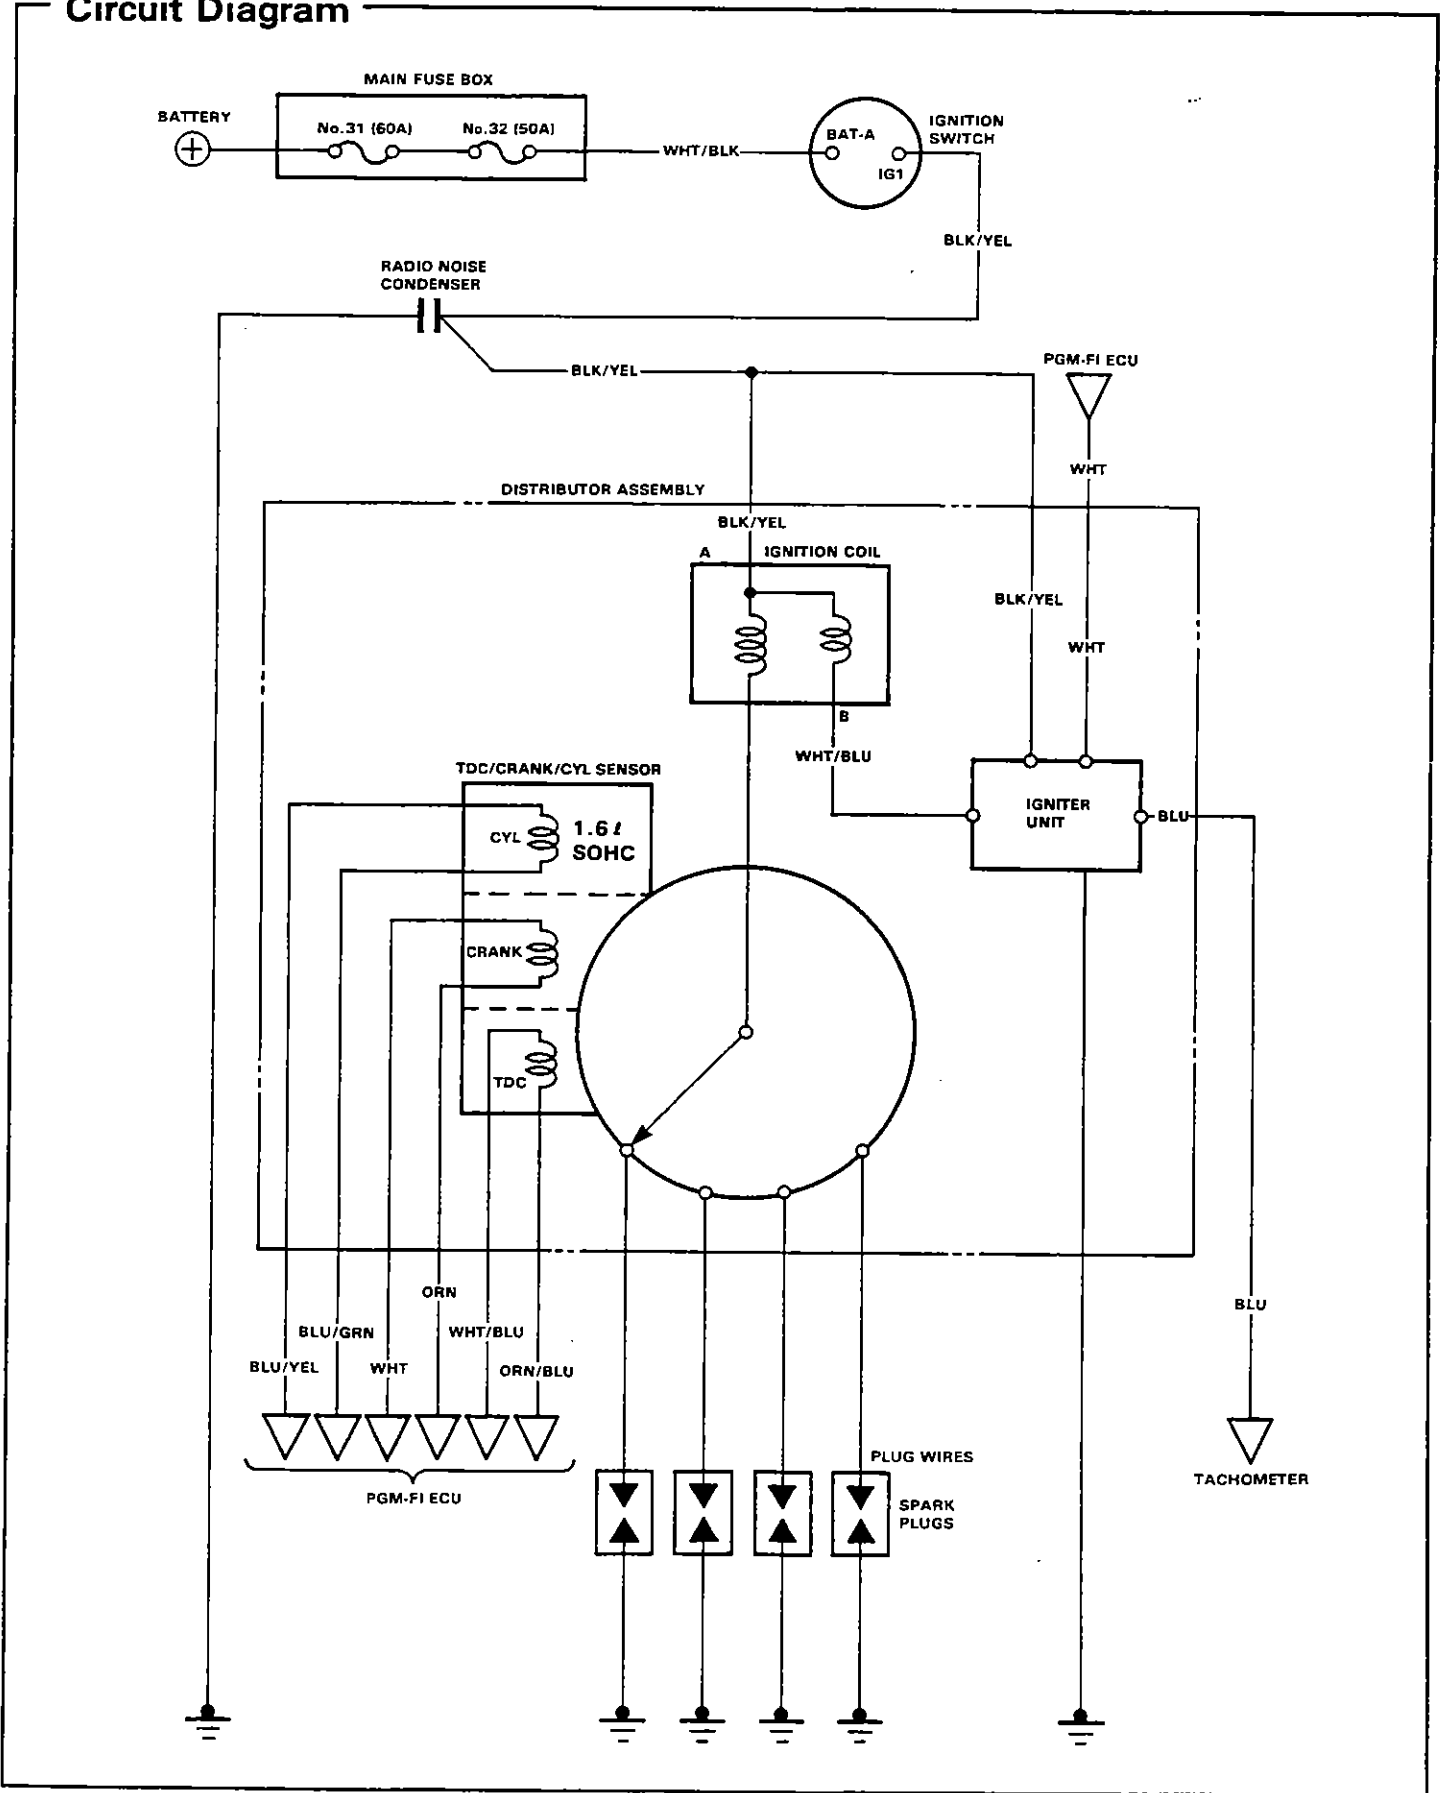 Circuit Diagram
MAIN FUSE BOX
BATTERY
No.31 (60A)
No.32 (50A)
WHT/BLK
BAT-A
IG1
IGNITION
SWITCH
BLK/YEL
RADIO NOISE
CONDENSER
BLK/YEL
PGM-FI ECU
WHT
DISTRIBUTOR ASSEMBLY
BLK/YEL
A
IGNITION COIL
BLK/YEL
WHT
B
WHT/BLU
TDC/CRANK/CYL SENSOR
CYL
1.6ℓ
SOHC
IGNITER
UNIT
BLU
CRANK
TDC
ORN
BLU
BLU/GRN
WHT/BLU
BLU/YEL
WHT
ORN/BLU
PLUG WIRES
TACHOMETER
PGM-FI ECU
SPARK
PLUGS